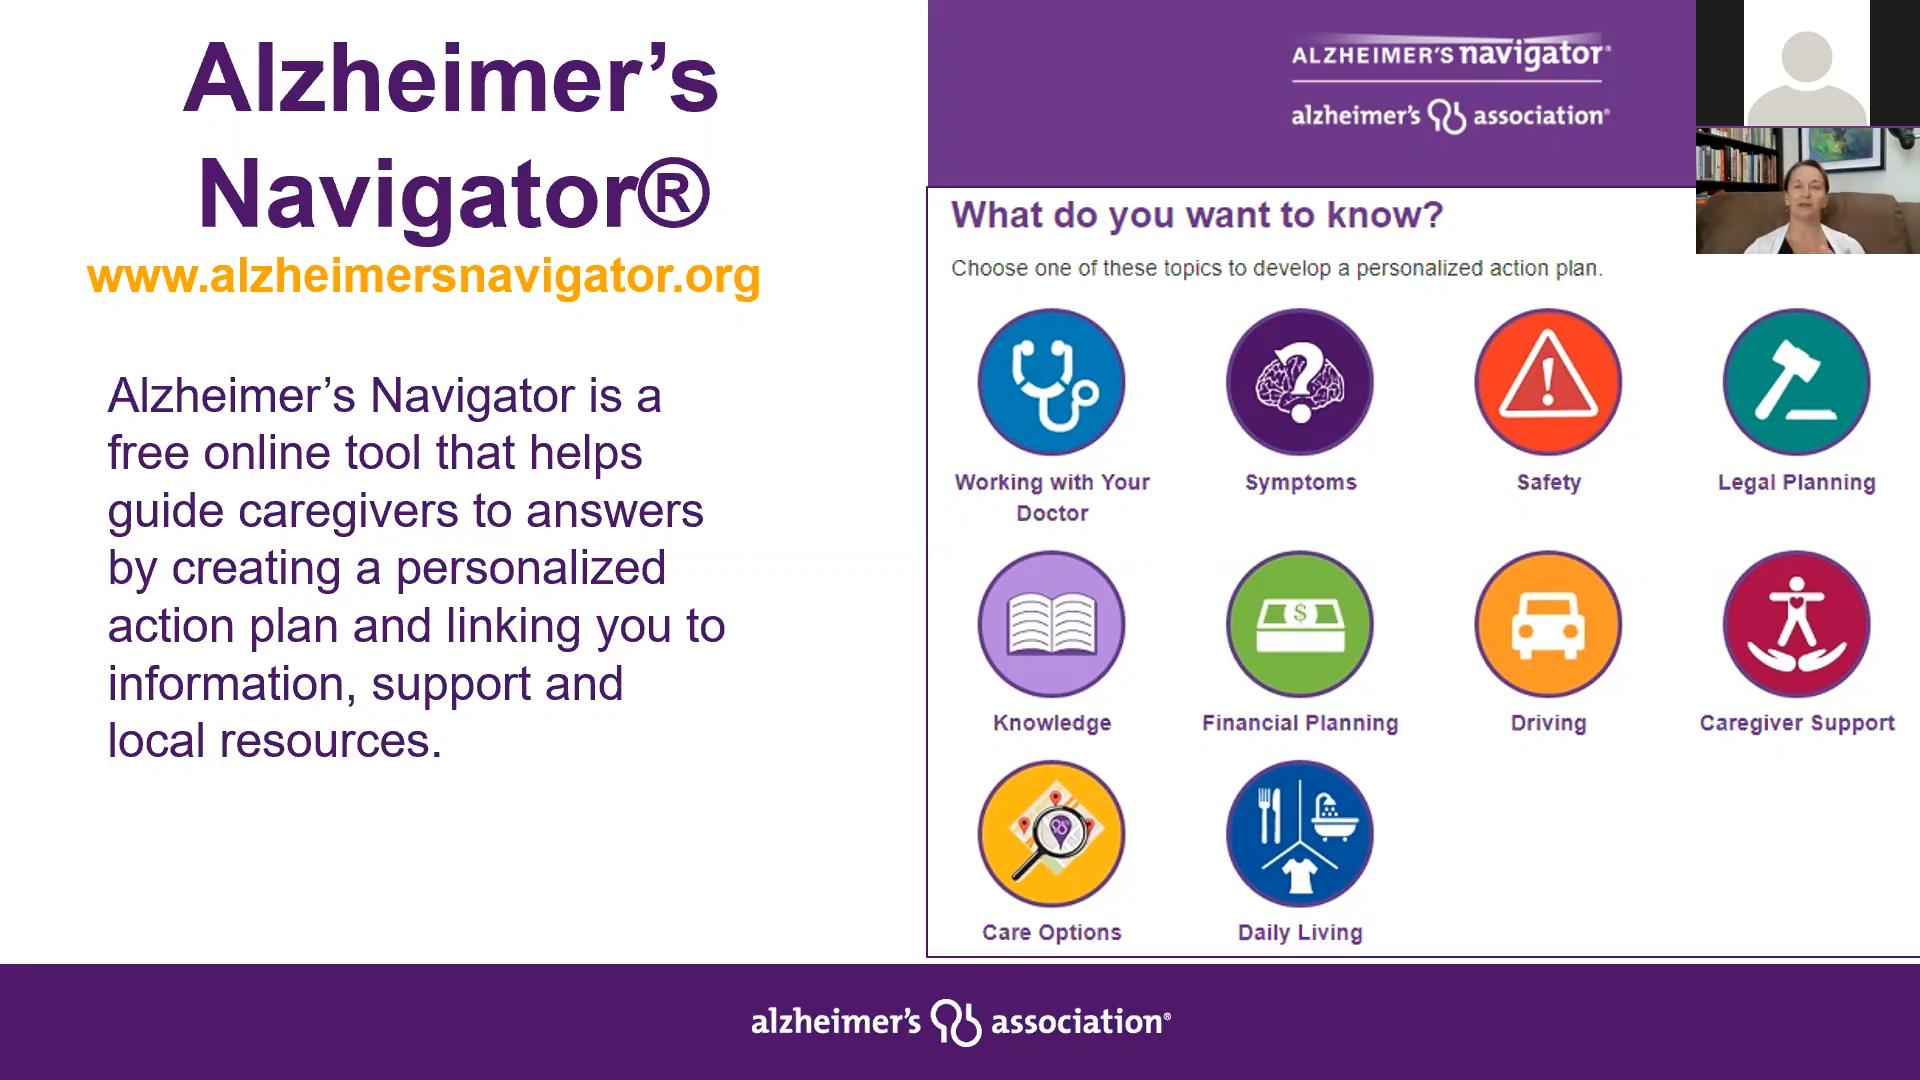 Alzheimer’s
Navigator®
www.alzheimersnavigator.org
Alzheimer’s Navigator is a
free online tool that helps
guide caregivers to answers
by creating a personalized
action plan and linking you to
information, support and
local resources.
ALZHEIMER'S navigator®
alzheimer's association®
What do you want to know?
Choose one of these topics to develop a personalized action plan.
Working with Your
Doctor
Symptoms
Safety
Legal Planning
Knowledge
Financial Planning
Driving
Caregiver Support
Care Options
Daily Living
alzheimer's association®